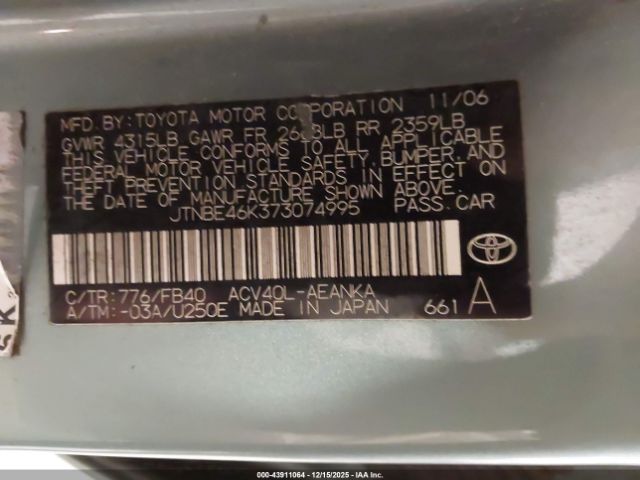 MFD. BY: TOYOTA MOTOR CORPORATION 11/06
GVWR 4315LB GAWR FR 2668LB RR 2359LB
THIS VEHICLE CONFORMS TO ALL APPLICABLE
FEDERAL MOTOR VEHICLE SAFETY, BUMPER, AND
THEFT PREVENTION STANDARDS IN EFFECT ON
THE DATE OF MANUFACTURE SHOWN ABOVE.
JTNBE46K373074995 PASS. CAR
C/TR: 776/FB40 ACV40L-AEANKA
A/TM: -03A/U250E MADE IN JAPAN 661 A
TOYOTA
000-43911064 - 12/15/2025 - IAA Inc.